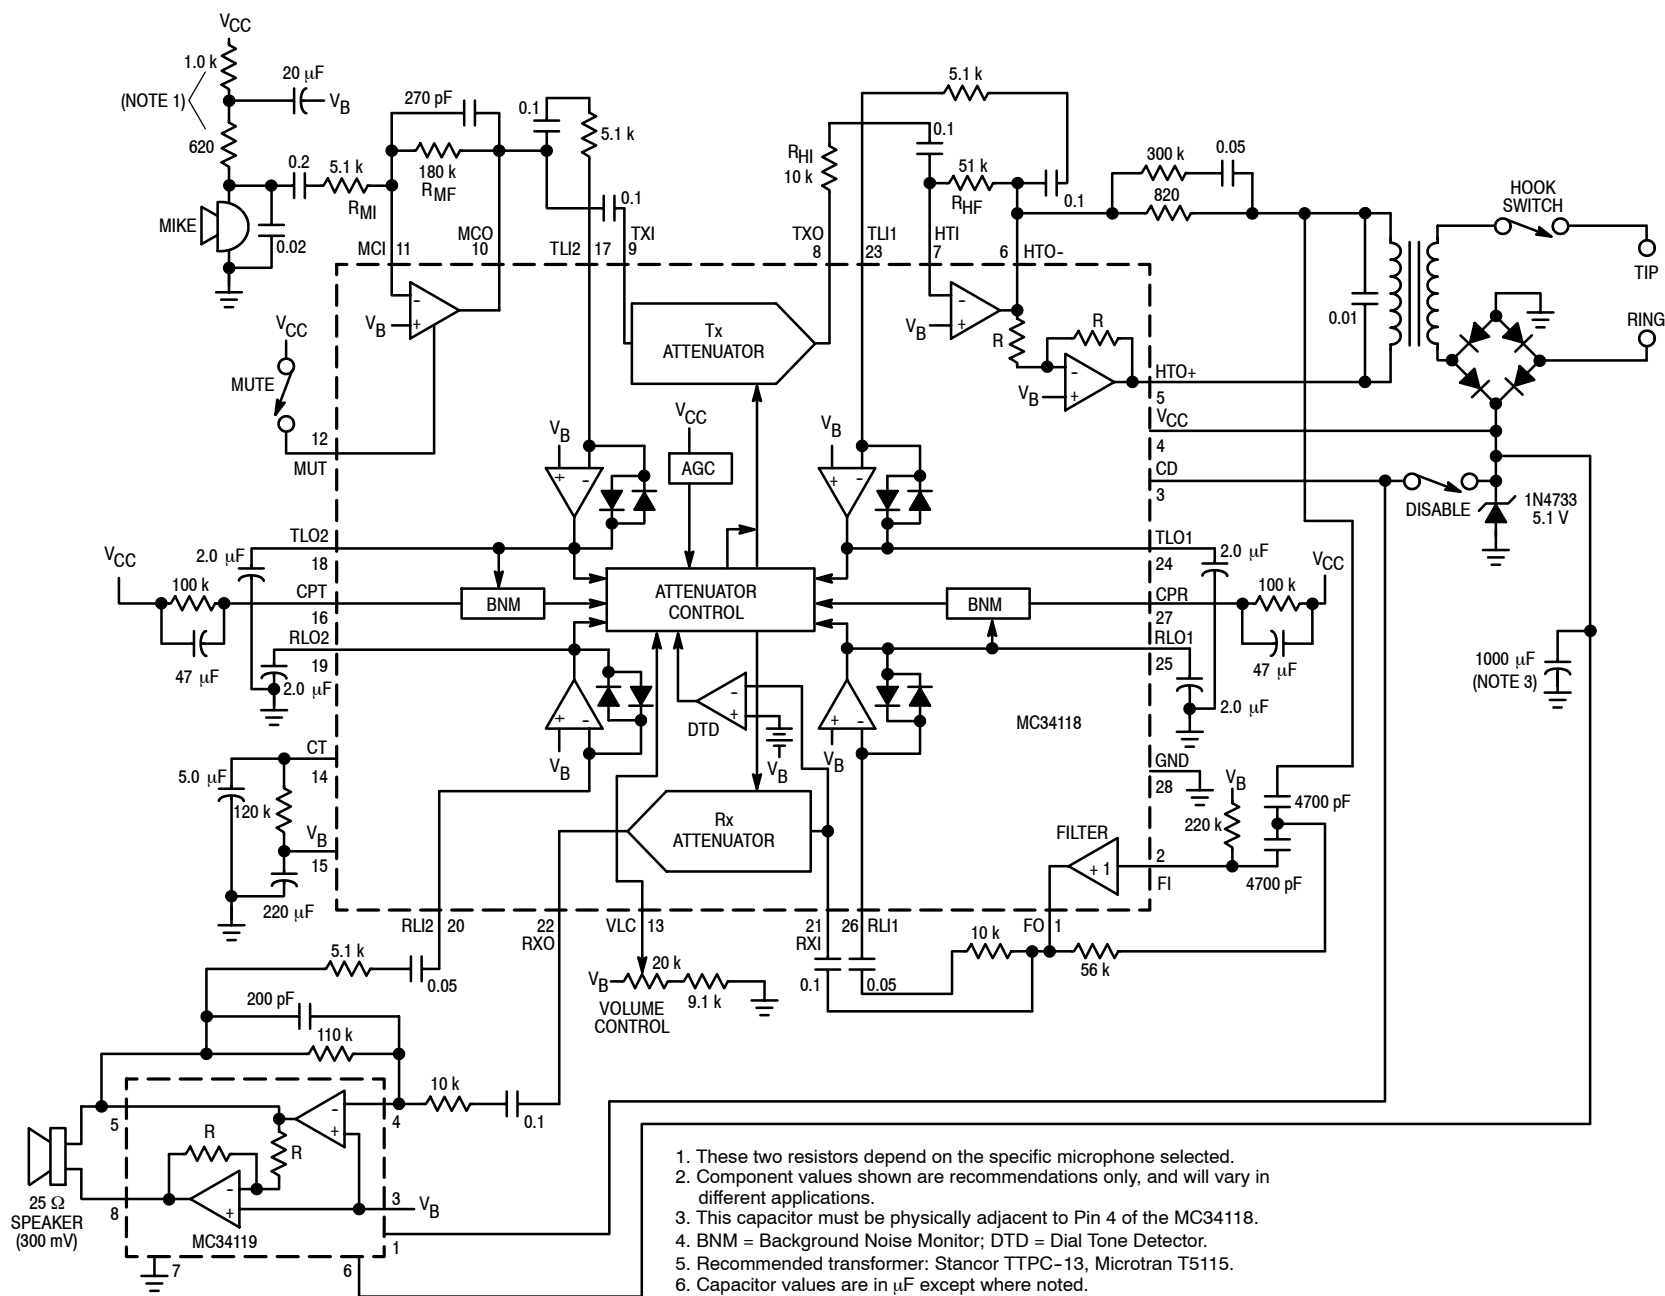 VCC
1.0 k
20 μF
(NOTE 1)
VB
620
0.2
5.1 k
RMI
MIKE
0.02
270 pF
180 k
RMF
0.1
5.1 k
0.1
MCI 11
MCO
10
TLI2 17
TXI
9
5.1 k
RHI
10 k
0.1
51 k
RHF
0.1
TXO
8
TLI1
23
HTI
7
6 HTO-
300 k
0.05
820
HOOK
SWITCH
TIP
RING
0.01
VB
-
+
Tx
ATTENUATOR
VB
-
+
R
R
VB
-
+
HTO+
5
VCC
4
CD
3
DISABLE
1N4733
5.1 V
VCC
MUTE
12
MUT
VB
+ -
VCC
AGC
VB
+ -
TLO2
18
VCC
2.0 μF
100 k
CPT
16
47 μF
BNM
ATTENUATOR
CONTROL
BNM
TLO1
24
2.0 μF
VCC
CPR
27
100 k
47 μF
RLO2
19
2.0 μF
RLO1
25
2.0 μF
1000 μF
(NOTE 3)
+ -
VB
DTD
-
+
VB
+ -
VB
MC34118
CT
14
5.0 μF
120 k
VB
15
220 μF
GND
28
VB
220 k
4700 pF
4700 pF
Rx
ATTENUATOR
FILTER
+ 1
2
FI
RLI2 20
22
RXO
VLC 13
21
RXI
26 RLI1
FO 1
5.1 k
0.05
VB
20 k
9.1 k
VOLUME
CONTROL
0.1
0.05
10 k
56 k
200 pF
110 k
10 k
0.1
5
4
-
+
R
R
-
+
25 Ω
SPEAKER
(300 mV)
8
3
VB
MC34119
1
7
6
1. These two resistors depend on the specific microphone selected.
2. Component values shown are recommendations only, and will vary in
different applications.
3. This capacitor must be physically adjacent to Pin 4 of the MC34118.
4. BNM = Background Noise Monitor; DTD = Dial Tone Detector.
5. Recommended transformer: Stancor TTPC-13, Microtran T5115.
6. Capacitor values are in μF except where noted.